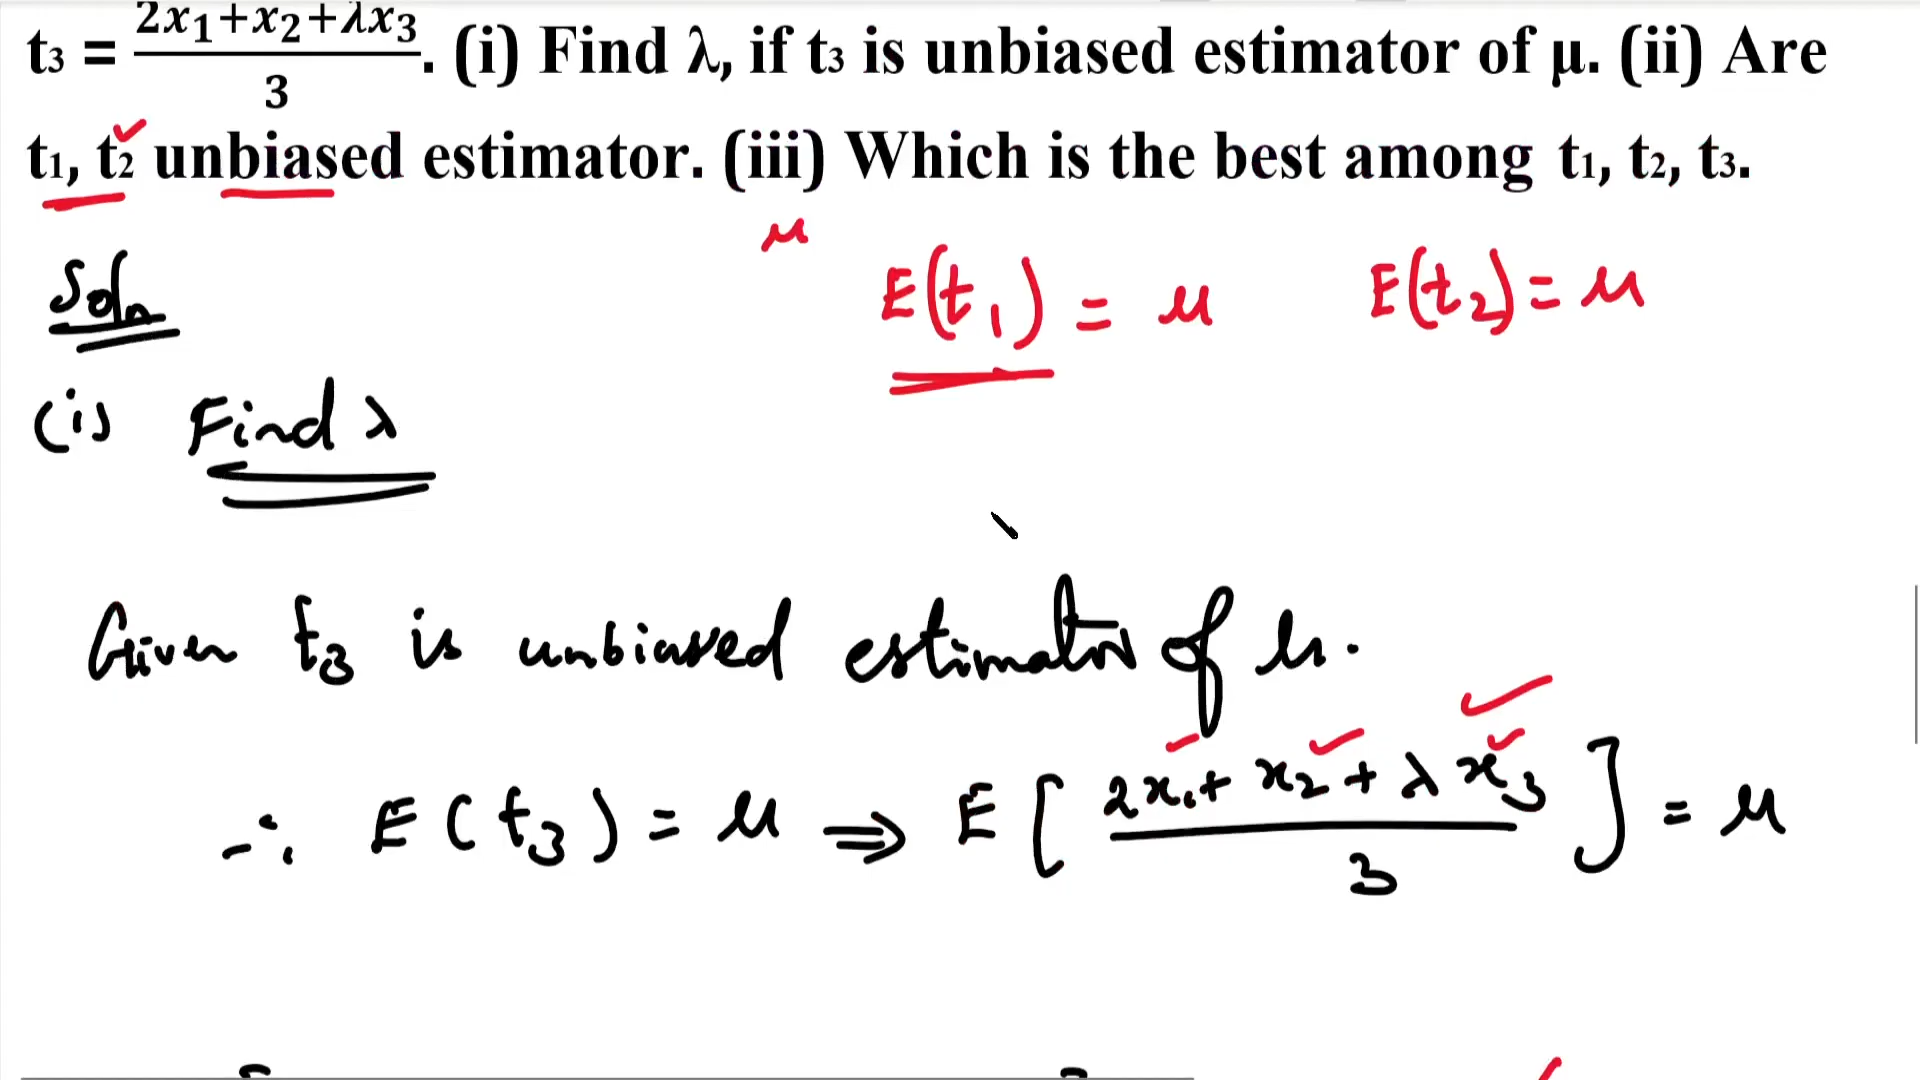 t₃ = (2x₁+x₂+λx₃)/3. (i) Find λ, if t₃ is unbiased estimator of μ. (ii) Are
t₁, t₂ unbiased estimator. (iii) Which is the best among t₁, t₂, t₃.
μ
Soln E(t₁) = μ E(t₂) = μ
(i) Find λ
Given t₃ is unbiased estimator of μ.
∴ E(t₃) = μ ⇒ E[(2x₁+x₂+λx₃)/3] = μ